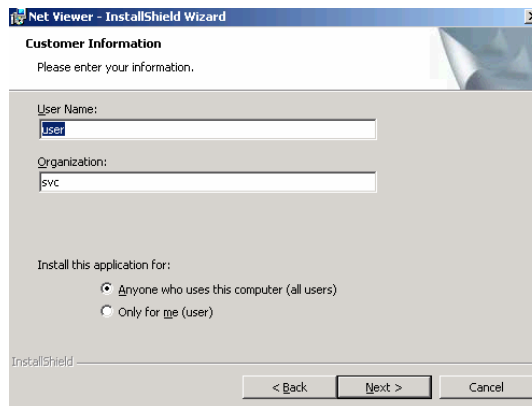 Net Viewer - InstallShield Wizard
Customer Information
Please enter your information.
User Name:
user
Organization:
svc
Install this application for:
Anyone who uses this computer (all users)
Only for me (user)
InstallShield
< Back
Next >
Cancel